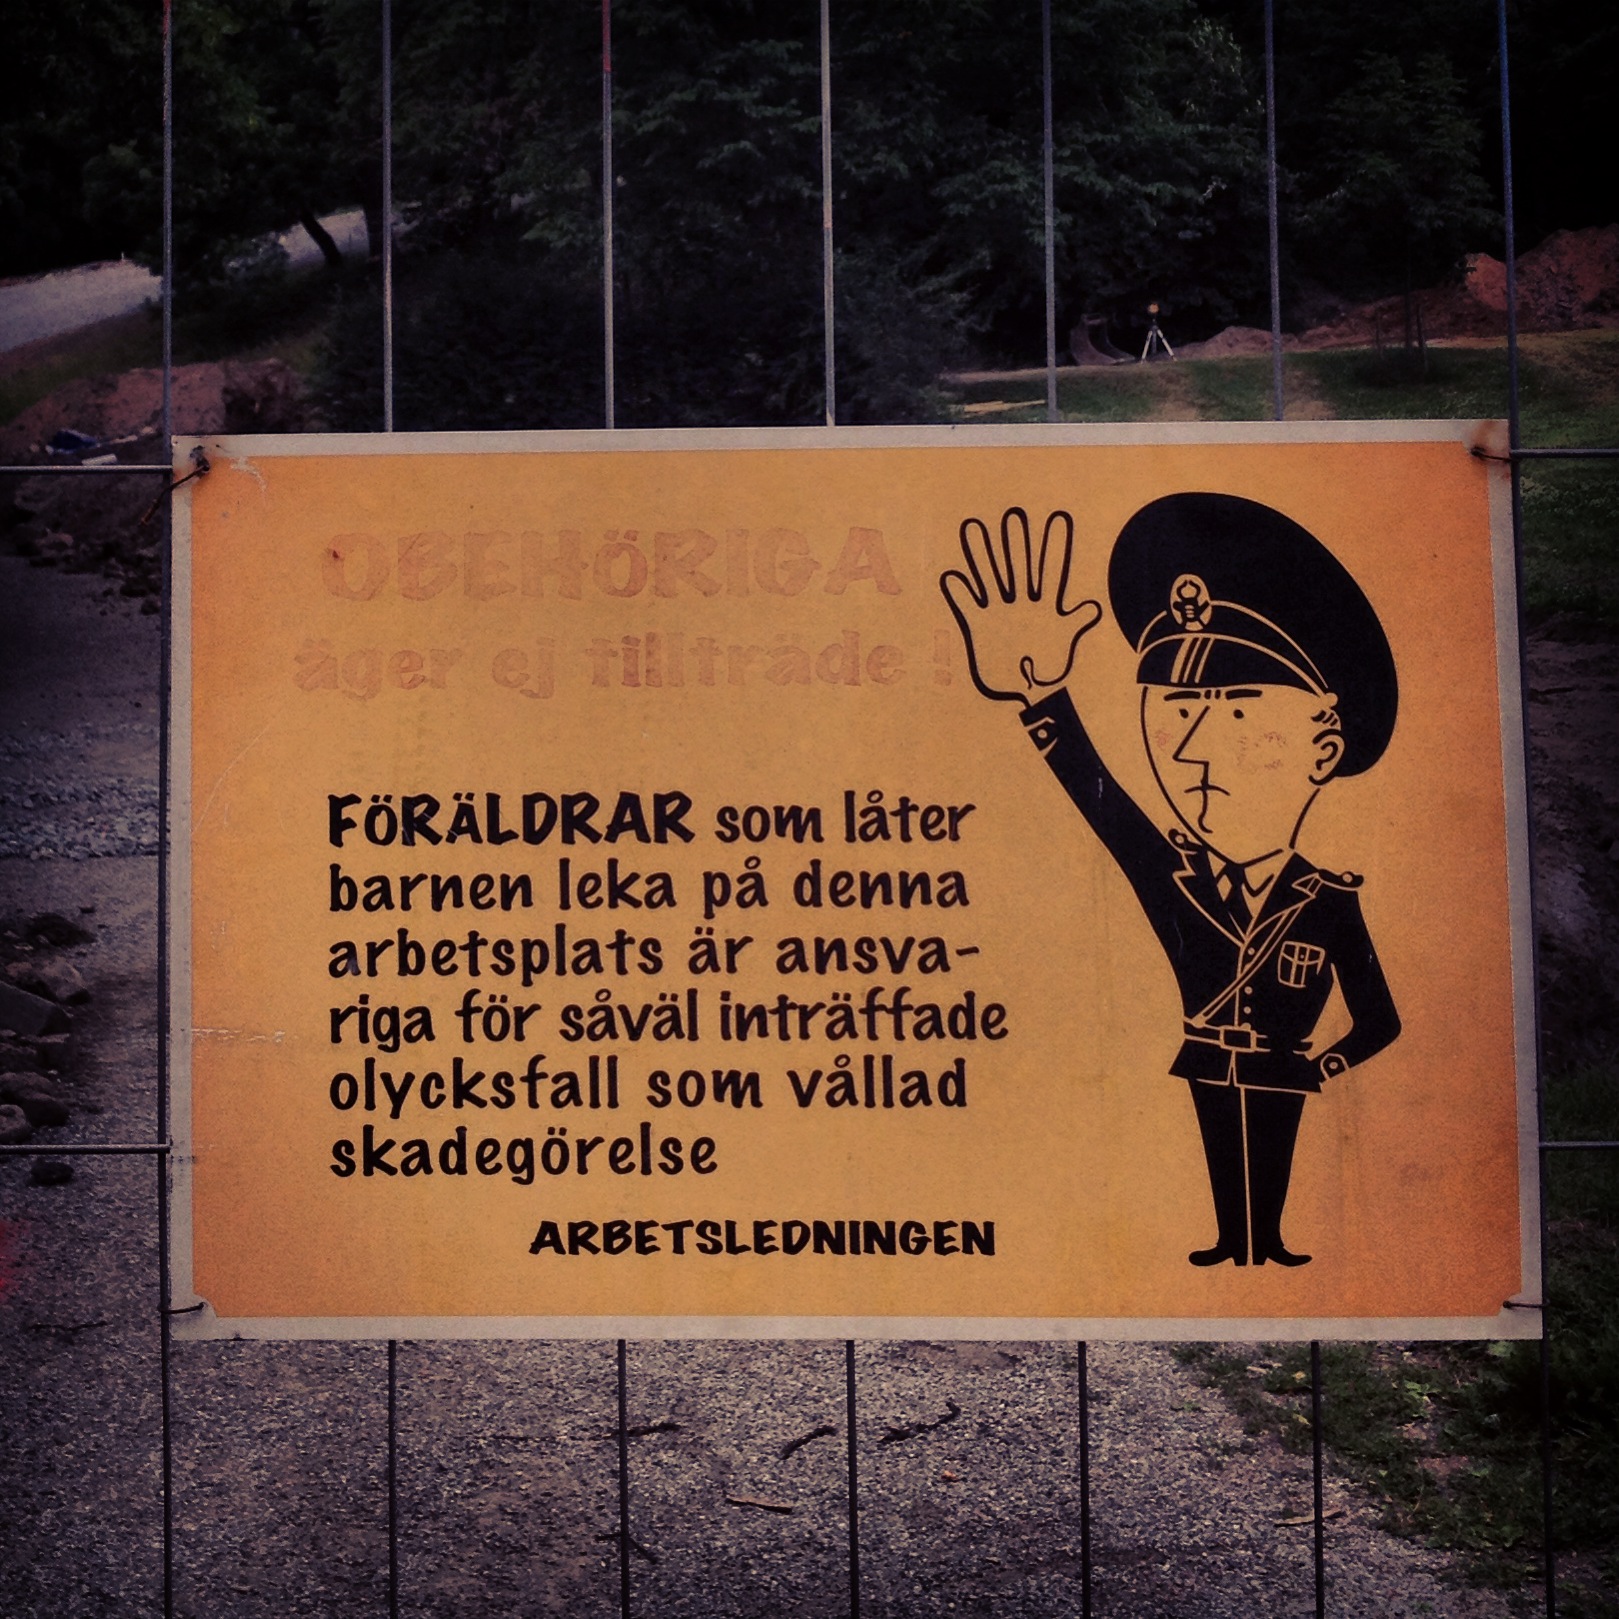 OBEHÖRIGA
äger ej tillträde !
FÖRÄLDRAR som låter
barnen leka på denna
arbetsplats är ansva-
riga för såväl inträffade
olycksfall som vållad
skadegörelse
ARBETSLEDNINGEN